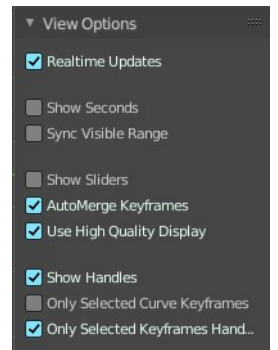 View Options
Realtime Updates
Show Seconds
Sync Visible Range
Show Sliders
AutoMerge Keyframes
Use High Quality Display
Show Handles
Only Selected Curve Keyframes
Only Selected Keyframes Hand...